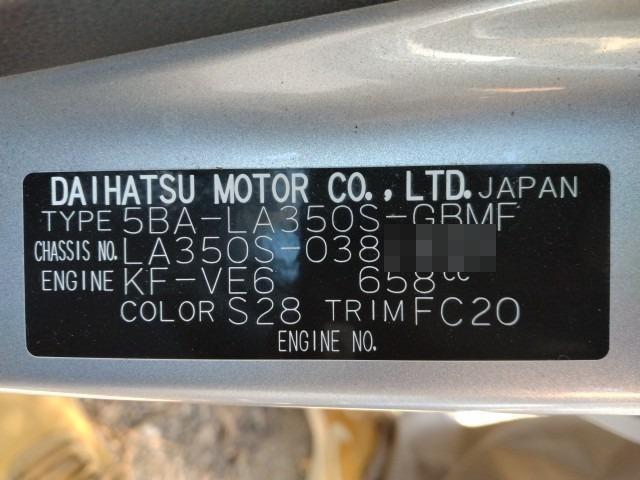 DAIHATSU MOTOR CO., LTD. JAPAN
TYPE 5BA-LA350S-GBMF
CHASSIS NO. LA350S-038
ENGINE KF-VE6 658cc
COLOR S28 TRIM FC20
ENGINE NO.